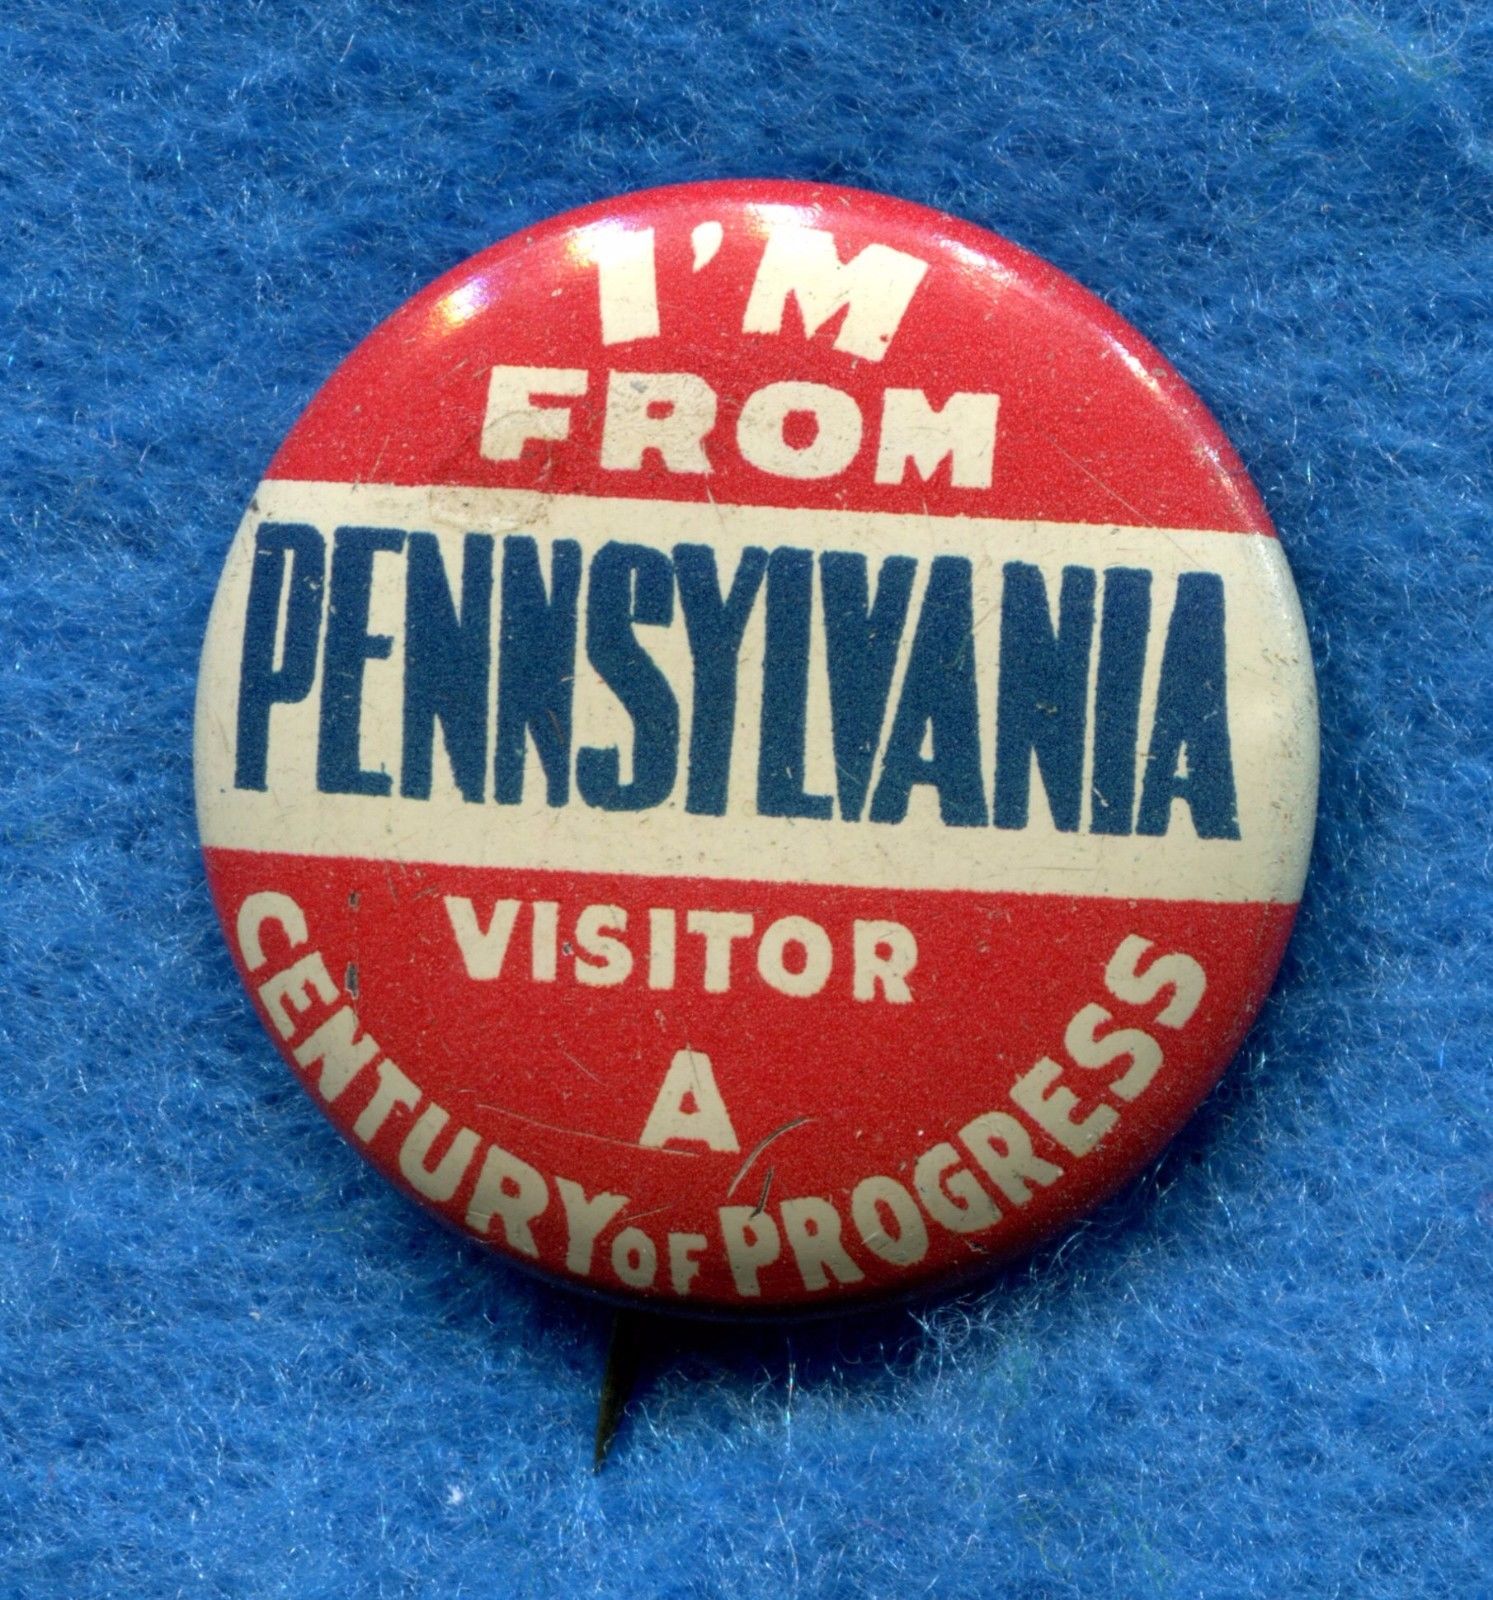 I'M
FROM
PENNSYLVANIA
VISITOR
A
CENTURY OF PROGRESS